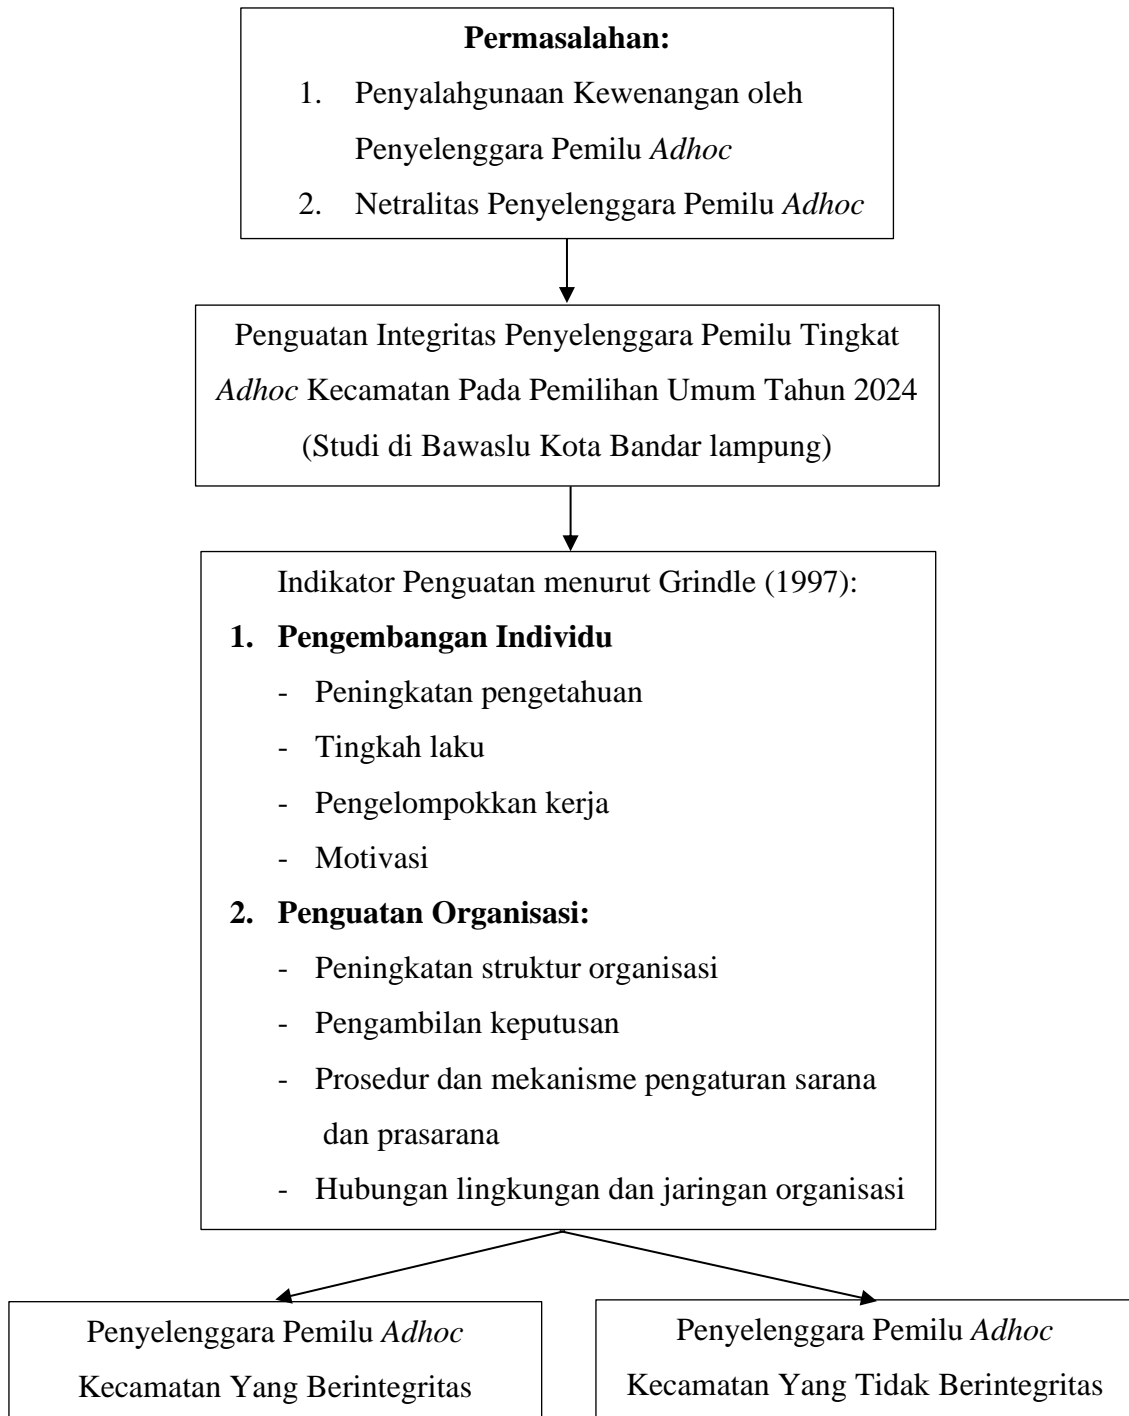 Permasalahan:
1. Penyalahgunaan Kewenangan oleh
Penyelenggara Pemilu Adhoc
2. Netralitas Penyelenggara Pemilu Adhoc
Penguatan Integritas Penyelenggara Pemilu Tingkat
Adhoc Kecamatan Pada Pemilihan Umum Tahun 2024
(Studi di Bawaslu Kota Bandar lampung)
Indikator Penguatan menurut Grindle (1997):
1. Pengembangan Individu
- Peningkatan pengetahuan
- Tingkah laku
- Pengelompokkan kerja
- Motivasi
2. Penguatan Organisasi:
- Peningkatan struktur organisasi
- Pengambilan keputusan
- Prosedur dan mekanisme pengaturan sarana
dan prasarana
- Hubungan lingkungan dan jaringan organisasi
Penyelenggara Pemilu Adhoc
Kecamatan Yang Berintegritas
Penyelenggara Pemilu Adhoc
Kecamatan Yang Tidak Berintegritas